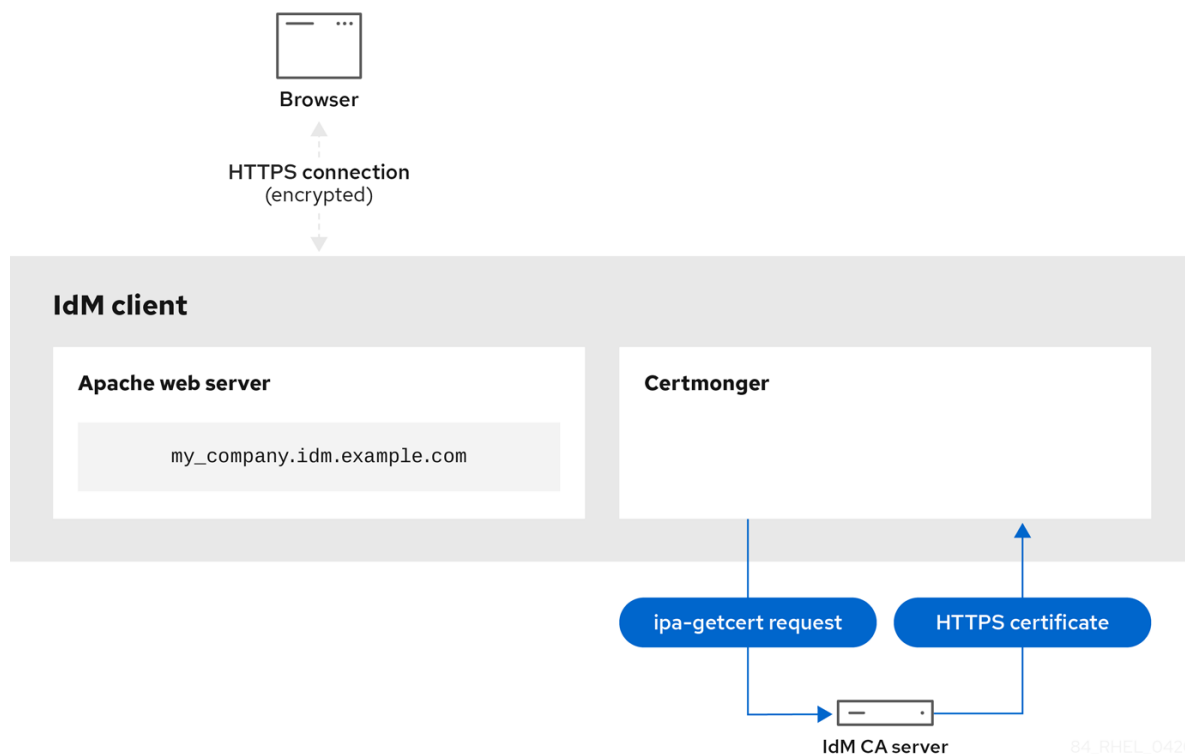 Browser
HTTPS connection
(encrypted)
IdM client
Apache web server
my_company.idm.example.com
Certmonger
ipa-getcert request
HTTPS certificate
IdM CA server
84_RHEL_042